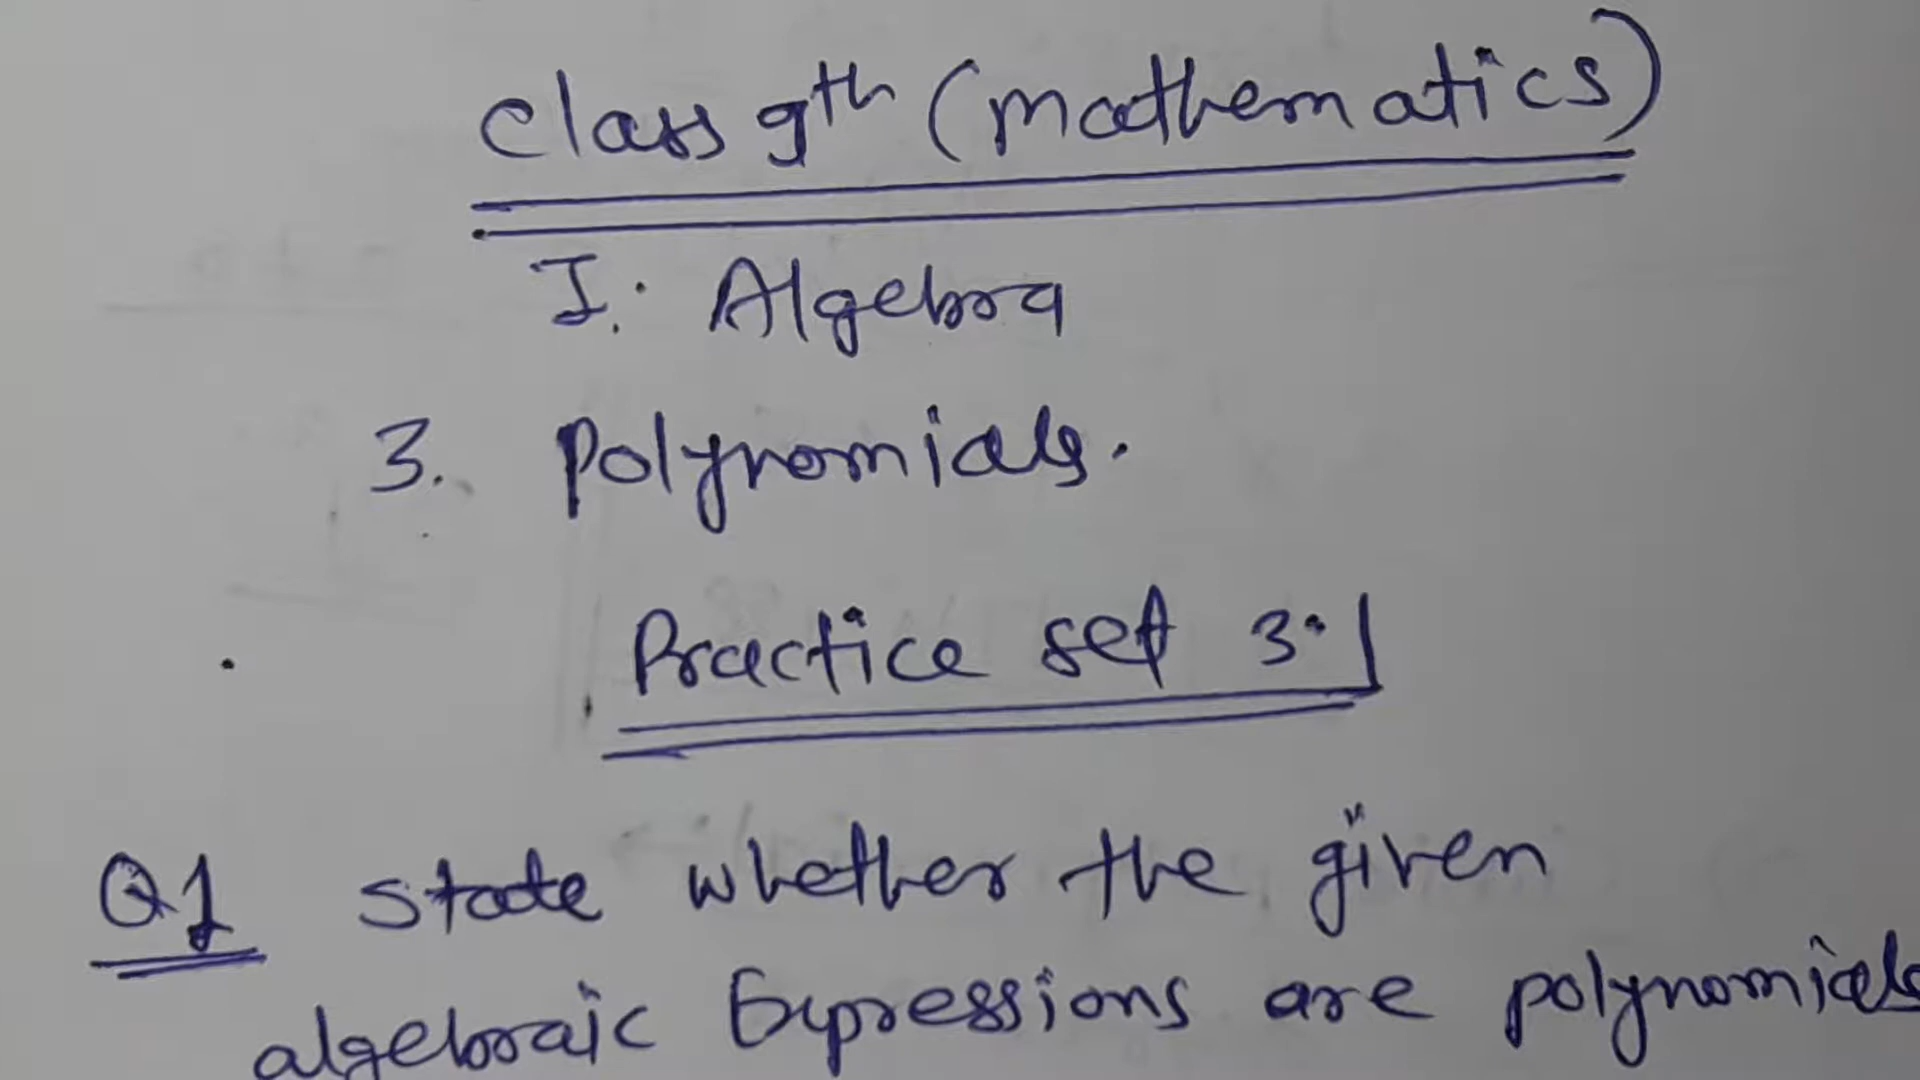 Class 9th (Mathematics)
I. Algebra
3. Polynomials.
Practice set 3.1
Q1 state whether the given
algebraic Expressions are polynomials